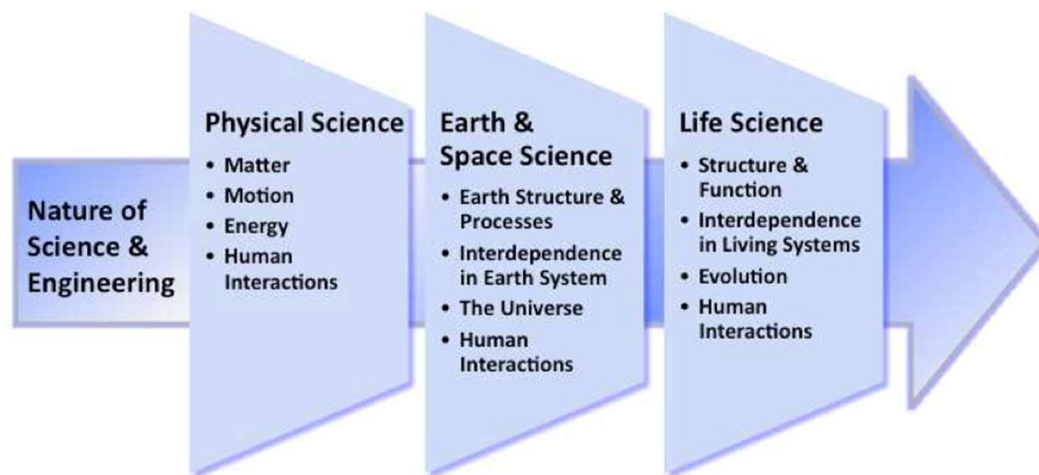 Nature of
Science &
Engineering
Physical Science
• Matter
• Motion
• Energy
• Human
Interactions
Earth &
Space Science
• Earth Structure &
Processes
• Interdependence
in Earth System
• The Universe
• Human
Interactions
Life Science
• Structure &
Function
• Interdependence
in Living Systems
• Evolution
• Human
Interactions